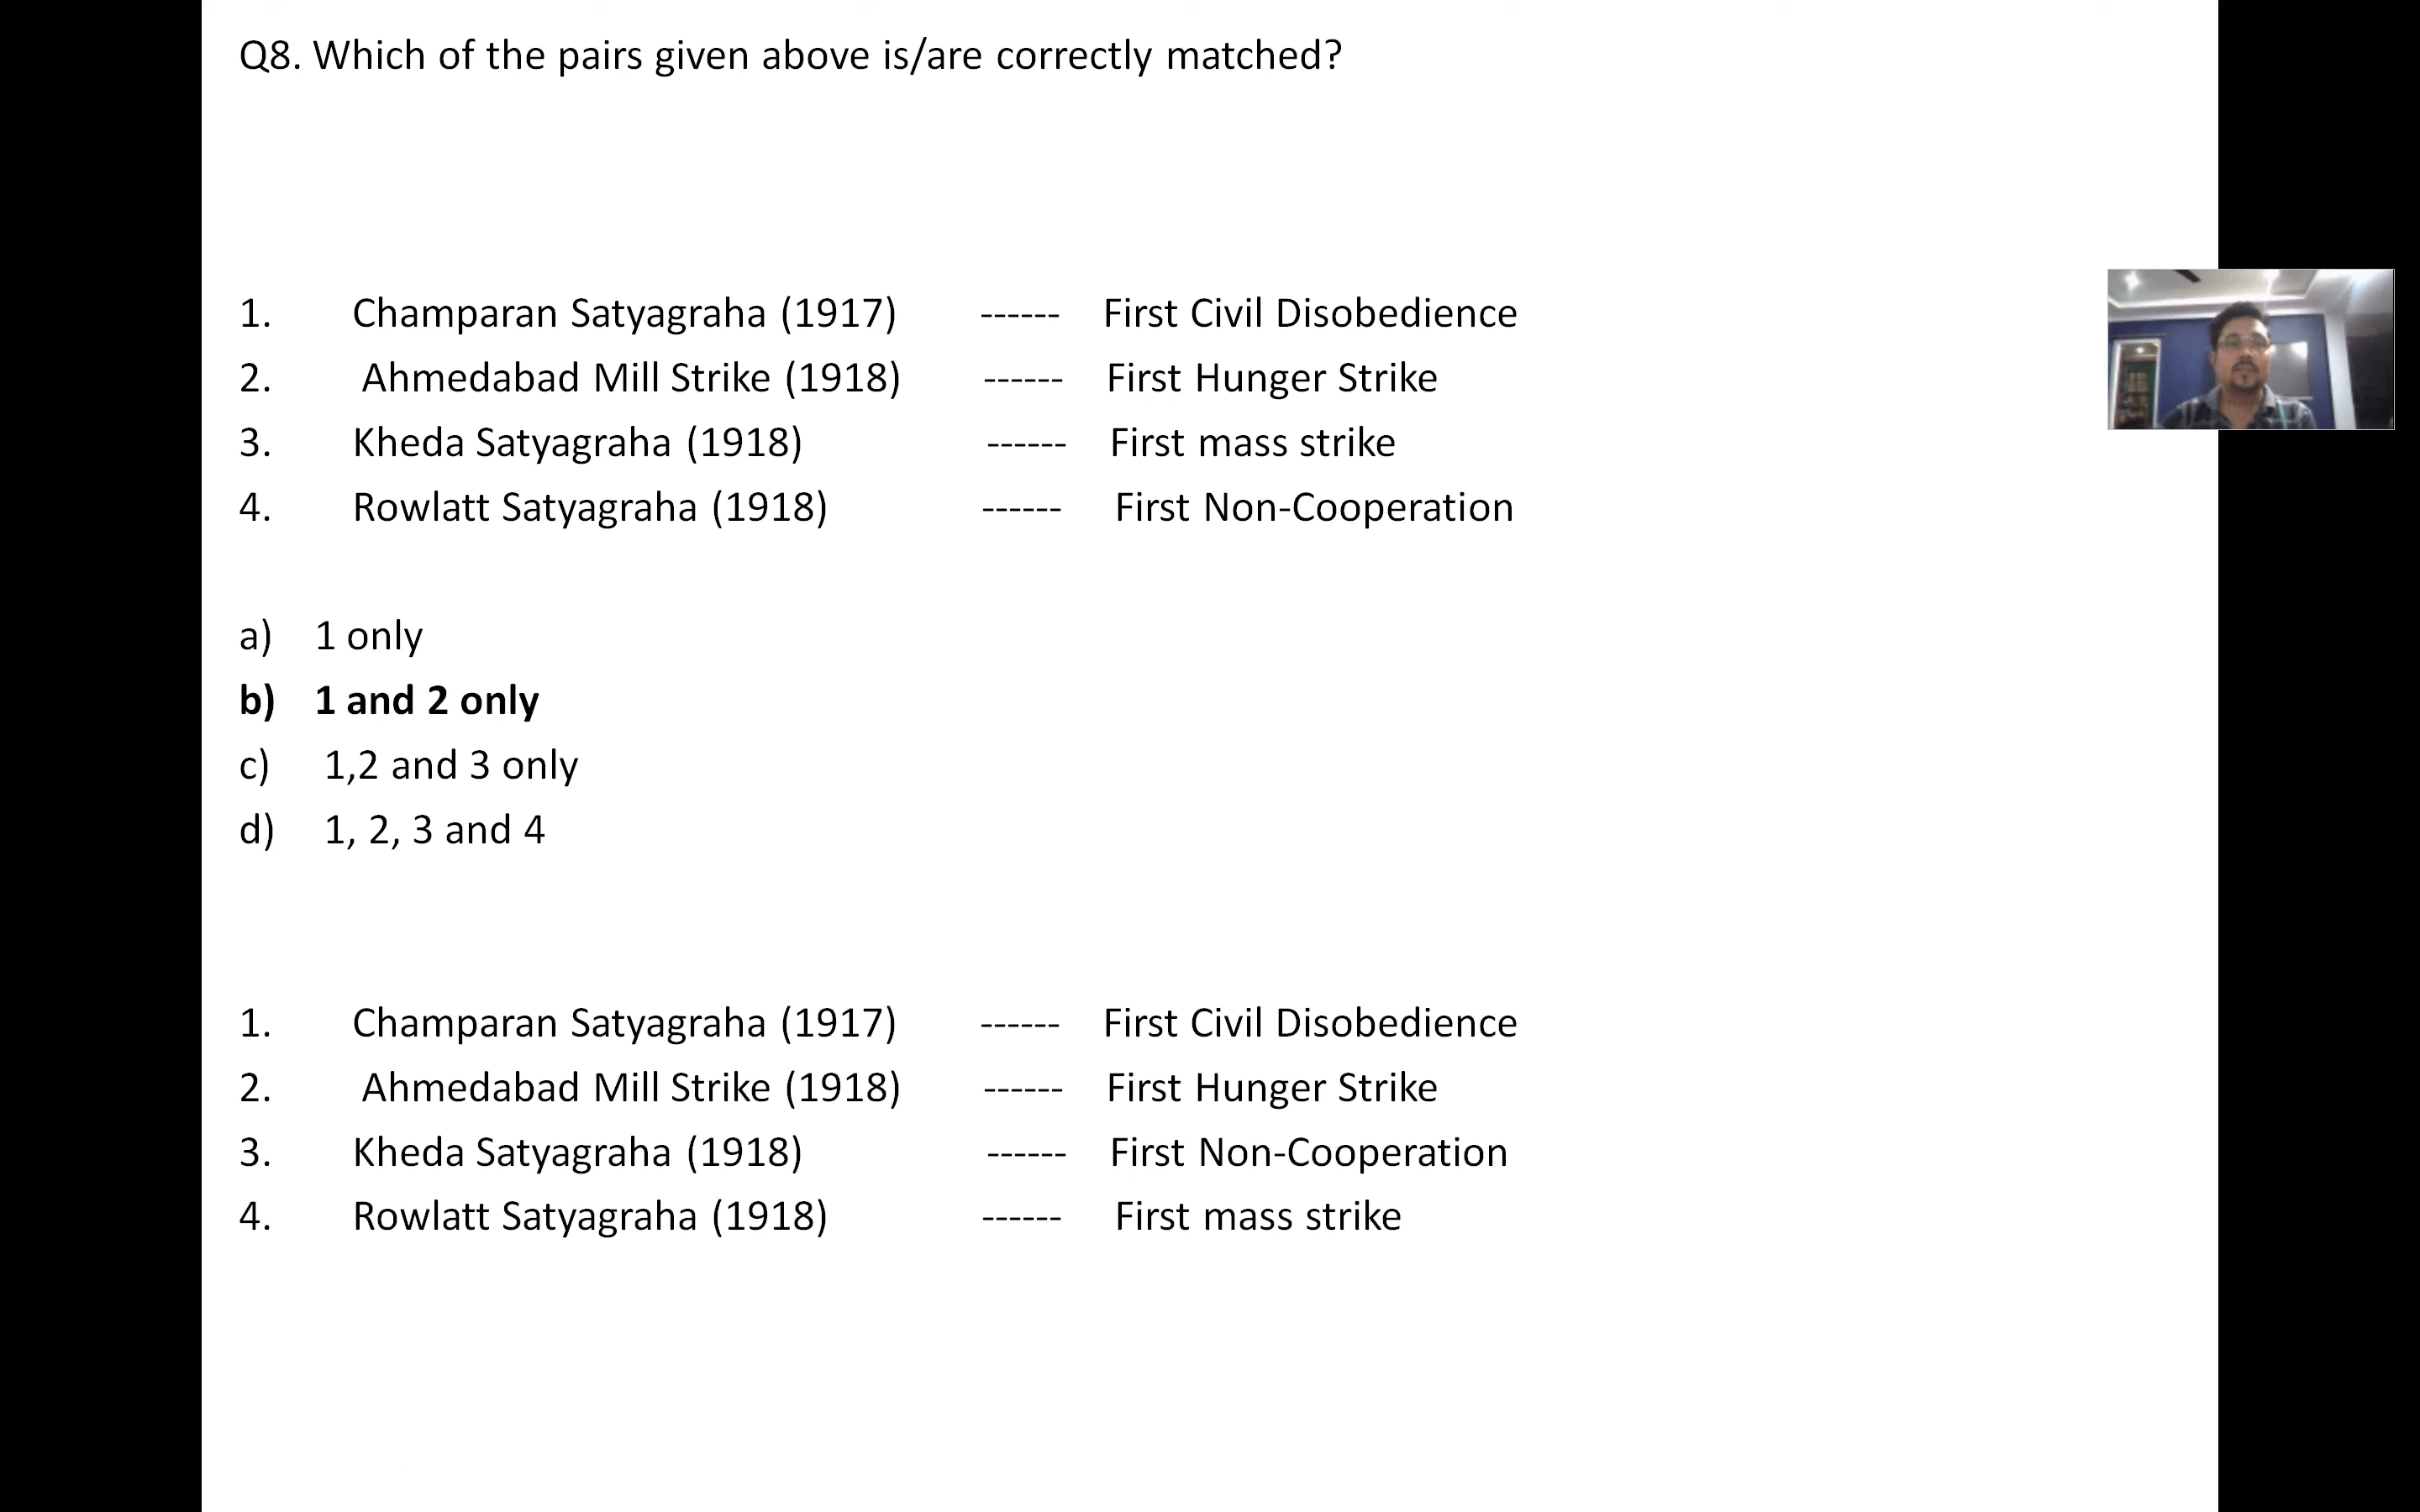 Q8. Which of the pairs given above is/are correctly matched?
1. Champaran Satyagraha (1917) ------ First Civil Disobedience
2. Ahmedabad Mill Strike (1918) ------ First Hunger Strike
3. Kheda Satyagraha (1918) ------ First mass strike
4. Rowlatt Satyagraha (1918) ------ First Non-Cooperation
a) 1 only
b) 1 and 2 only
c) 1,2 and 3 only
d) 1, 2, 3 and 4
1. Champaran Satyagraha (1917) ------ First Civil Disobedience
2. Ahmedabad Mill Strike (1918) ------ First Hunger Strike
3. Kheda Satyagraha (1918) ------ First Non-Cooperation
4. Rowlatt Satyagraha (1918) ------ First mass strike